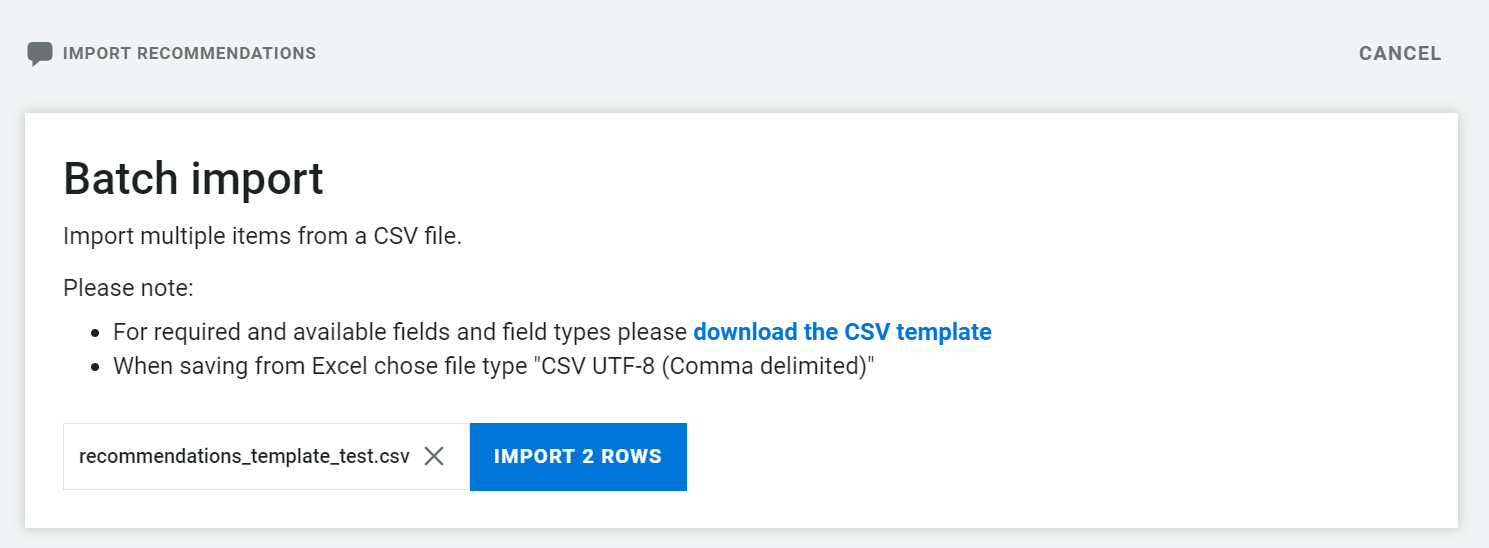 IMPORT RECOMMENDATIONS
CANCEL
Batch import
Import multiple items from a CSV file.
Please note:
• For required and available fields and field types please download the CSV template
• When saving from Excel chose file type "CSV UTF-8 (Comma delimited)"
recommendations_template_test.csv
IMPORT 2 ROWS